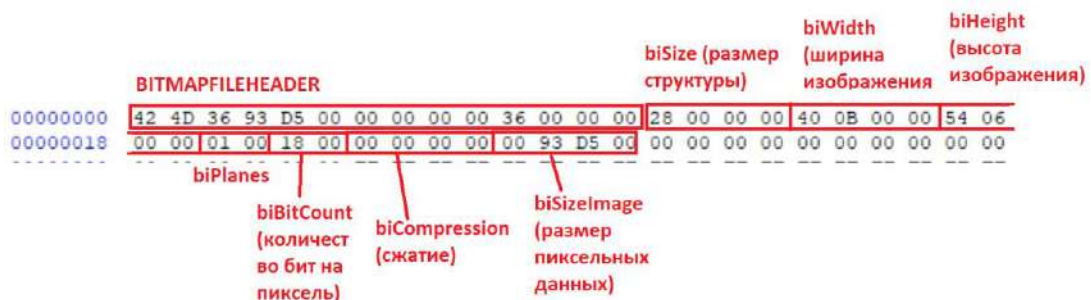 biWidth
(ширина
изображения
biHeight
(высота
изображения)
biSize (размер
структуры)
BITMAPFILEHEADER
00000000 42 4D 36 93 D5 00 00 00 00 00 36 00 00 00 28 00 00 00 40 0B 00 00 54 06
00000018 00 00 01 00 18 00 00 00 00 00 00 93 D5 00 00 00 00 00 00 00 00 00 00 00
biPlanes
biBitCount
(количест
во бит на
пиксель)
biCompression
(сжатие)
biSizeImage
(размер
пиксельных
данных)